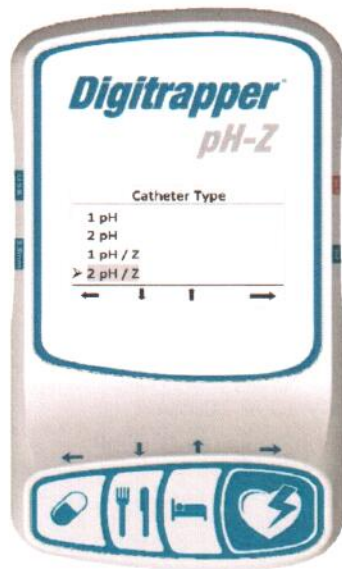 Digitrapper
pH-Z
Catheter Type
1 pH
2 pH
1 pH / Z
2 pH / Z